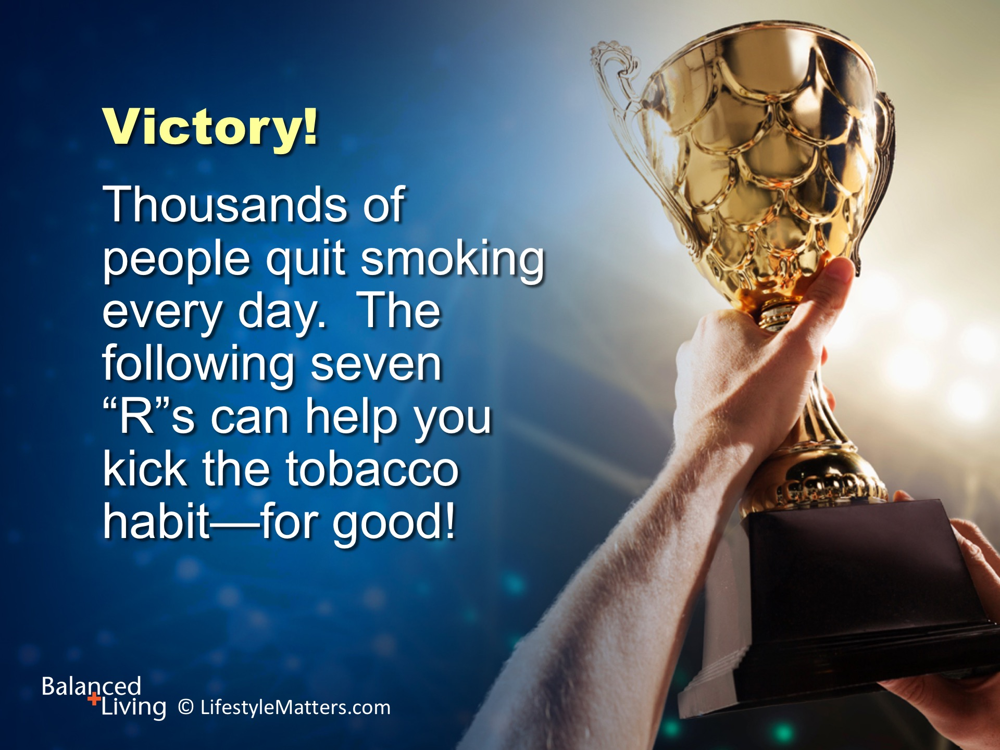 Victory!
Thousands of
people quit smoking
every day.  The
following seven
“R”s can help you
kick the tobacco
habit—for good!
Balanced
Living © LifestyleMatters.com